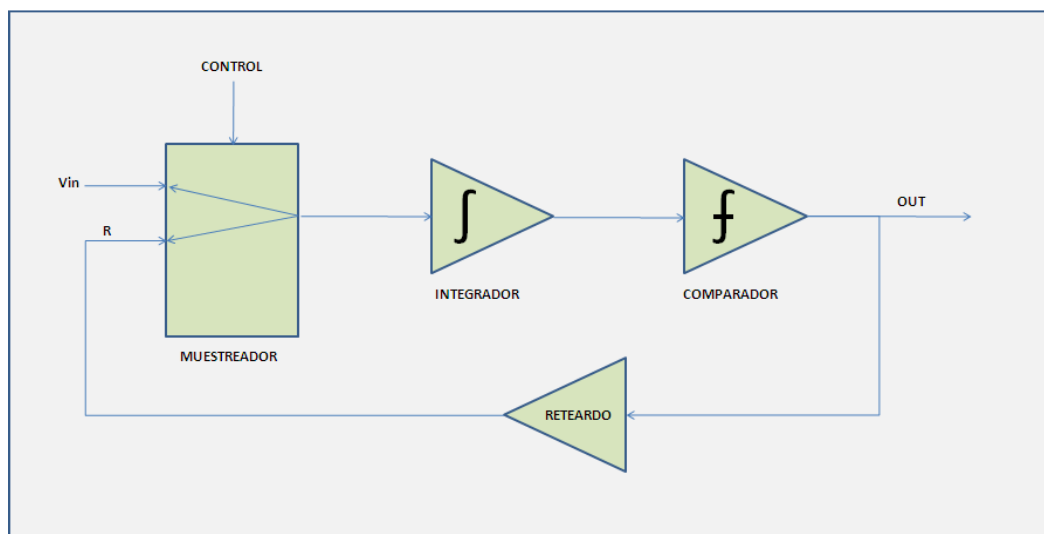 CONTROL
Vin
R
OUT
∫
⨍
INTEGRADOR
COMPARADOR
MUESTREADOR
RETEARDO